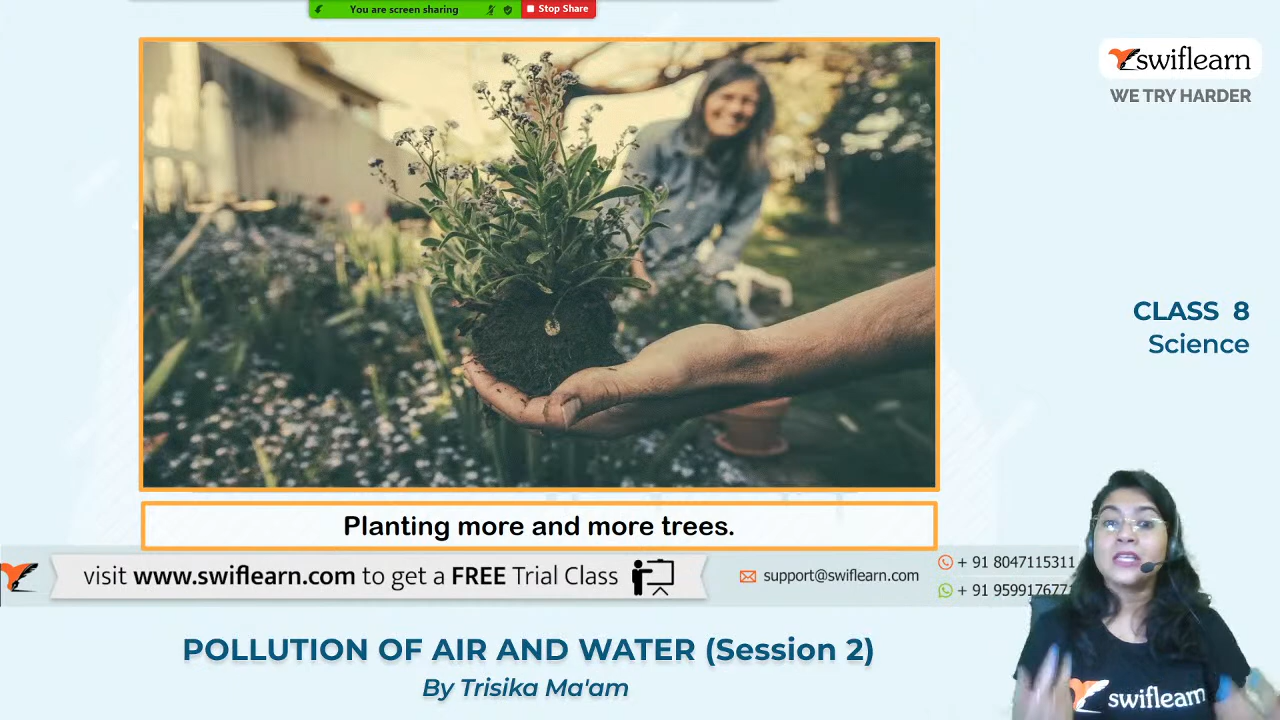 You are screen sharing
Stop Share
swiflearn
WE TRY HARDER
CLASS 8
Science
Planting more and more trees.
visit www.swiflearn.com to get a FREE Trial Class
support@swiflearn.com
+ 91 8047115311
+ 91 9599176771
POLLUTION OF AIR AND WATER (Session 2)
By Trisika Ma'am
swiflearn